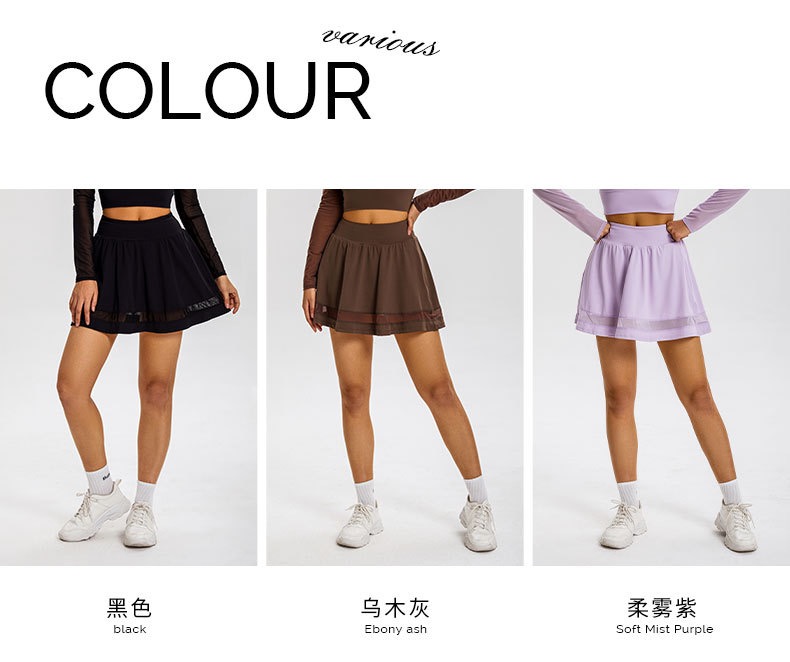 various
COLOUR
黑色
black
乌木灰
Ebony ash
柔雾紫
Soft Mist Purple